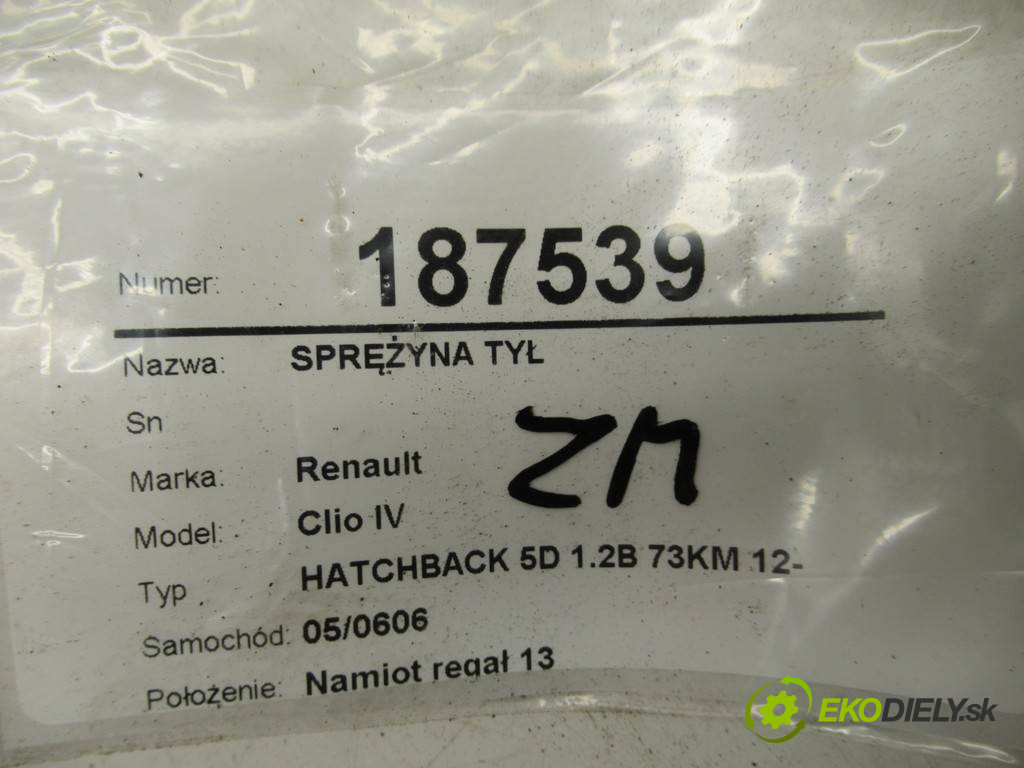 Numer: 187539
Nazwa: SPRĘŻYNA TYŁ
Sn
Marka: Renault
Model: Clio IV
Typ HATCHBACK 5D 1.2B 73KM 12-
Samochód: 05/0606
Położenie: Namiot regał 13
ZM
EKODIELY.sk